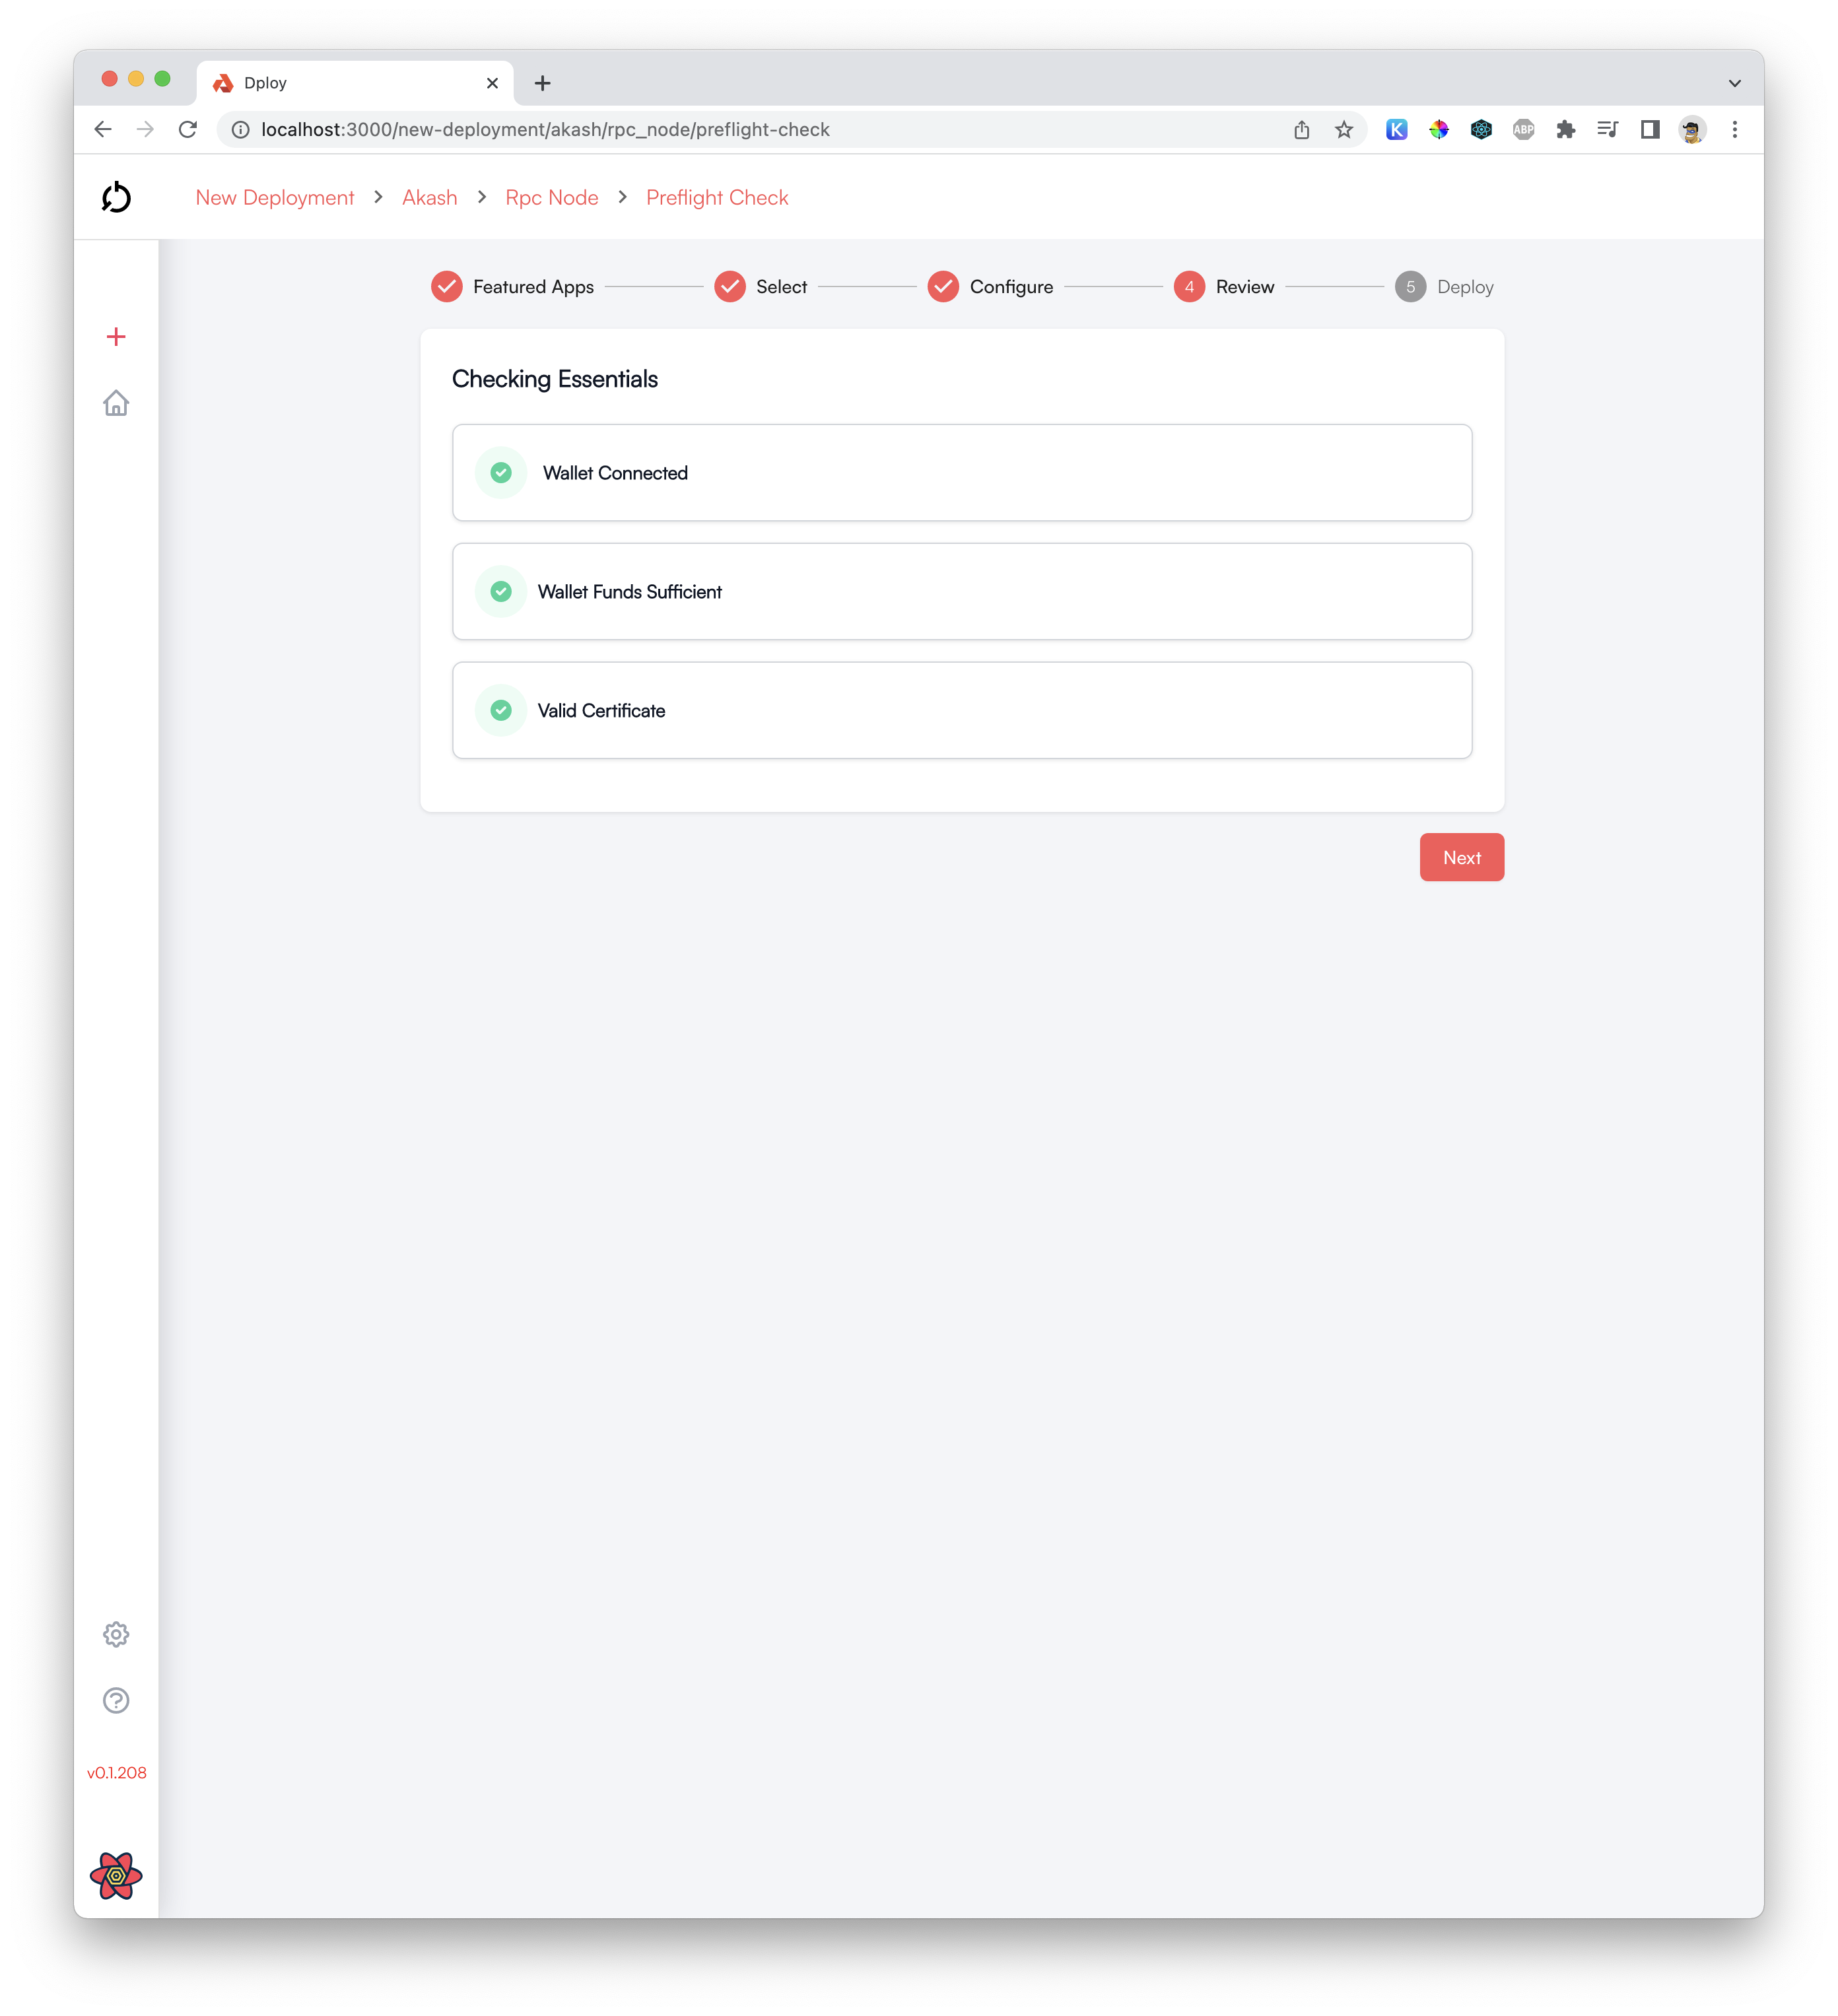 Dploy
localhost:3000/new-deployment/akash/rpc_node/preflight-check
K
ABP
New Deployment > Akash > Rpc Node > Preflight Check
Featured Apps
Select
Configure
4 Review
5 Deploy
Checking Essentials
Wallet Connected
Wallet Funds Sufficient
Valid Certificate
Next
v0.1.208